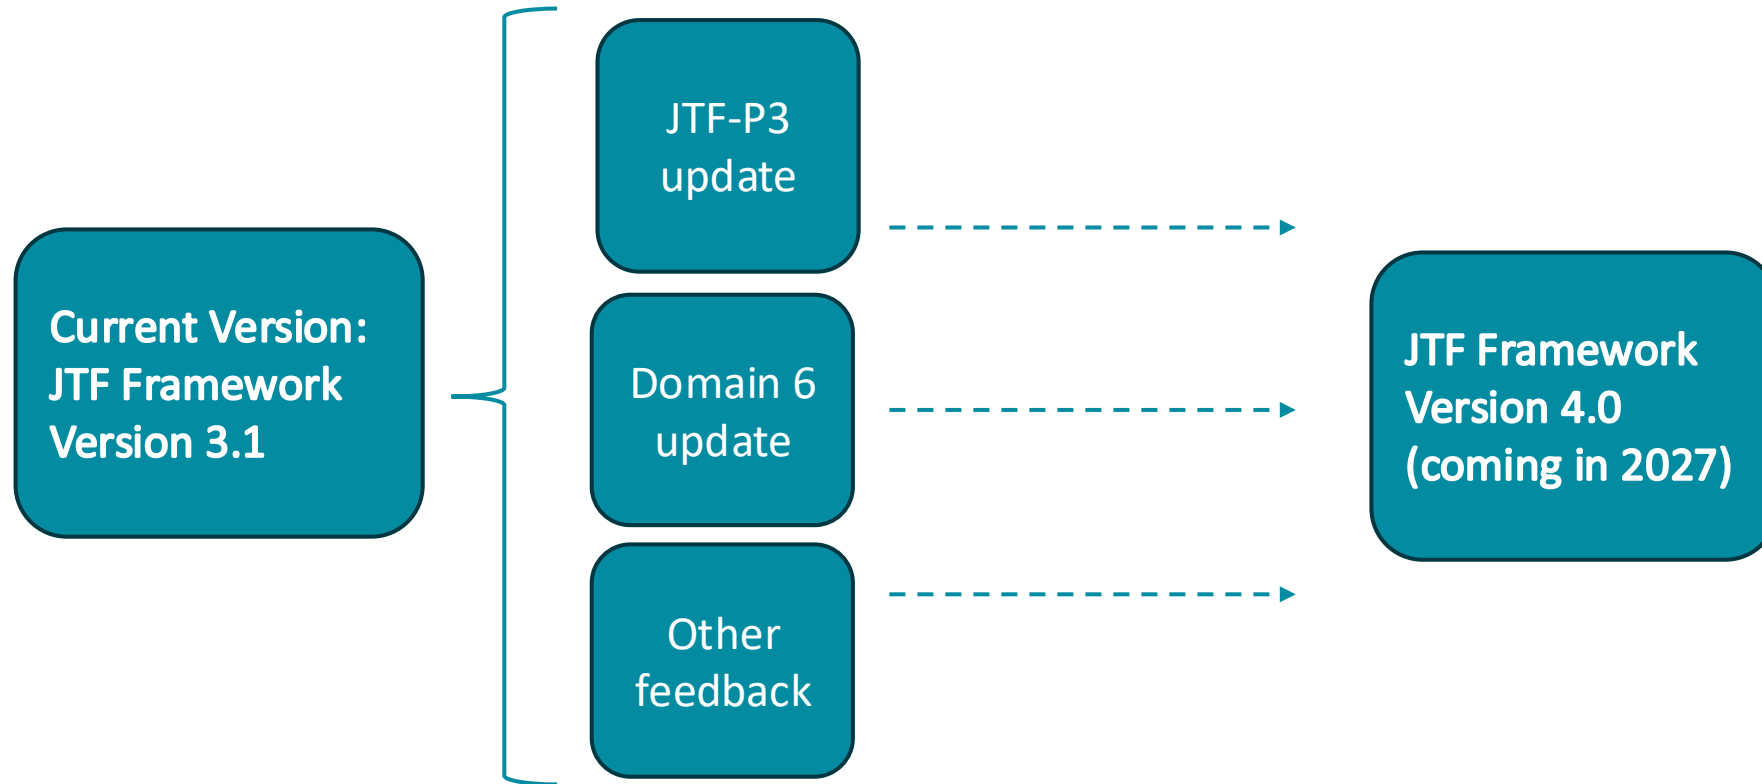 Current Version:
JTF Framework
Version 3.1
JTF-P3
update
Domain 6
update
Other
feedback
JTF Framework
Version 4.0
(coming in 2027)